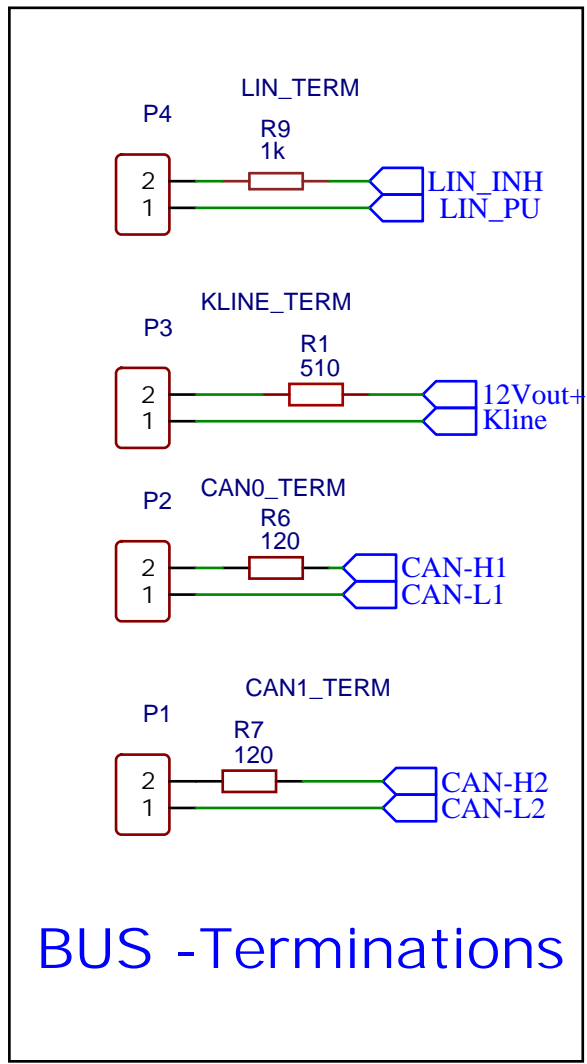 LIN_TERM
P4
R9
1k
2
LIN_INH
1
LIN_PU
KLINE_TERM
P3
R1
510
2
12Vout+
1
Kline
CAN0_TERM
P2
R6
120
2
CAN-H1
1
CAN-L1
CAN1_TERM
P1
R7
120
2
CAN-H2
1
CAN-L2
BUS -Terminations